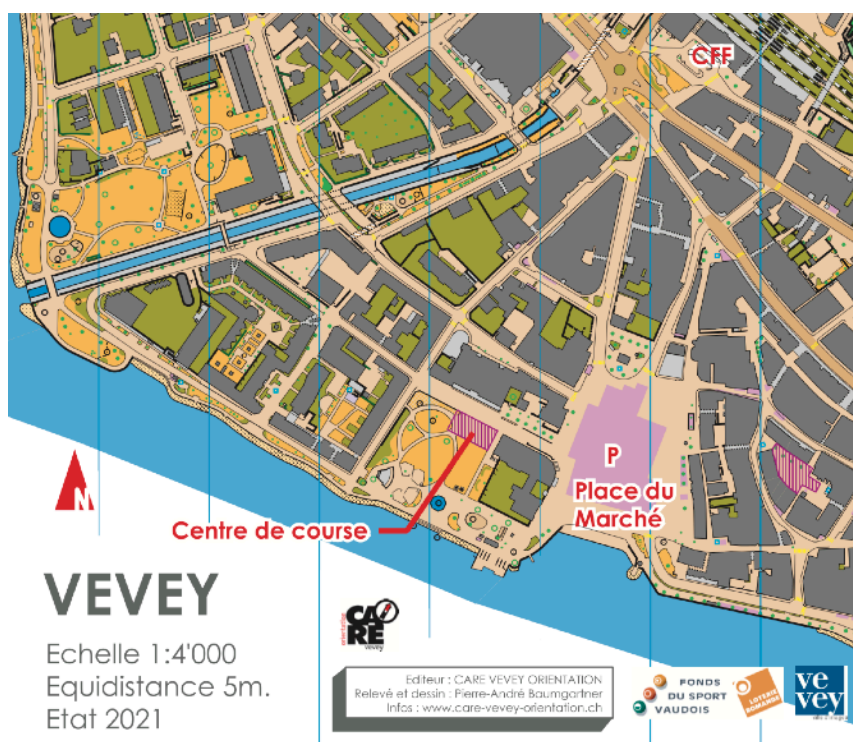 CFF
P
Place du
Marché
Centre de course
N
VEVEY
Echelle 1:4'000
Equidistance 5m.
Etat 2021
orientation
CARE
vevey
Editeur : CARE VEVEY ORIENTATION
Relevé et dessin : Pierre-André Baumgartner
Infos : www.care-vevey-orientation.ch
FONDS
DU SPORT
VAUDOIS
LOTERIE
ROMANDE
ve
vey